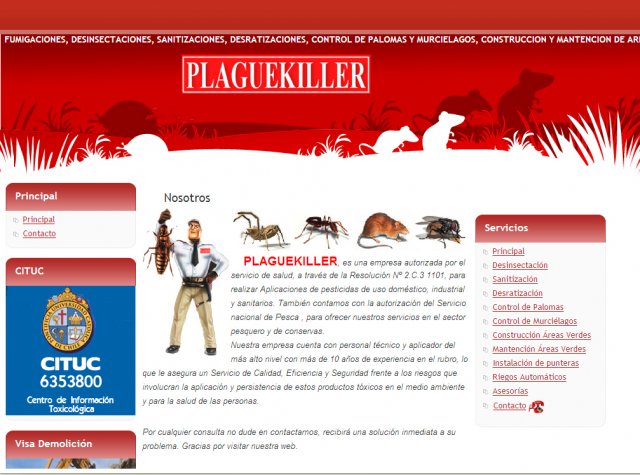 FUMIGACIONES, DESINSECTACIONES, SANITIZACIONES, DESRATIZACIONES, CONTROL DE PALOMAS Y MURCIELAGOS, CONSTRUCCION Y MANTENCION DE AR
PLAGUEKILLER
Principal
Principal
Contacto
CITUC
CITUC
6353800
Centro de Información
Toxicológica
Visa Demolición
Nosotros
PLAGUEKILLER, es una empresa autorizada por el
servicio de salud, a través de la Resolución Nº 2.C.3 1101, para
realizar Aplicaciones de pesticidas de uso doméstico, industrial
y sanitarios. También contamos con la autorización del Servicio
nacional de Pesca , para ofrecer nuestros servicios en el sector
pesquero y de conservas.
Nuestra empresa cuenta con personal técnico y aplicador del
más alto nivel con más de 10 años de experiencia en el rubro, lo
que le asegura un Servicio de Calidad, Eficiencia y Seguridad frente a los riesgos que
involucran la aplicación y persistencia de estos productos tóxicos en el medio ambiente
y para la salud de las personas.
Por cualquier consulta no dude en contactarnos, recibirá una solución inmediata a su
problema. Gracias por visitar nuestra web.
Servicios
Principal
Desinsectación
Sanitización
Desratización
Control de Palomas
Control de Murciélagos
Construcción Áreas Verdes
Mantención Áreas Verdes
Instalación de punteras
Riegos Automáticos
Asesorías
Contacto